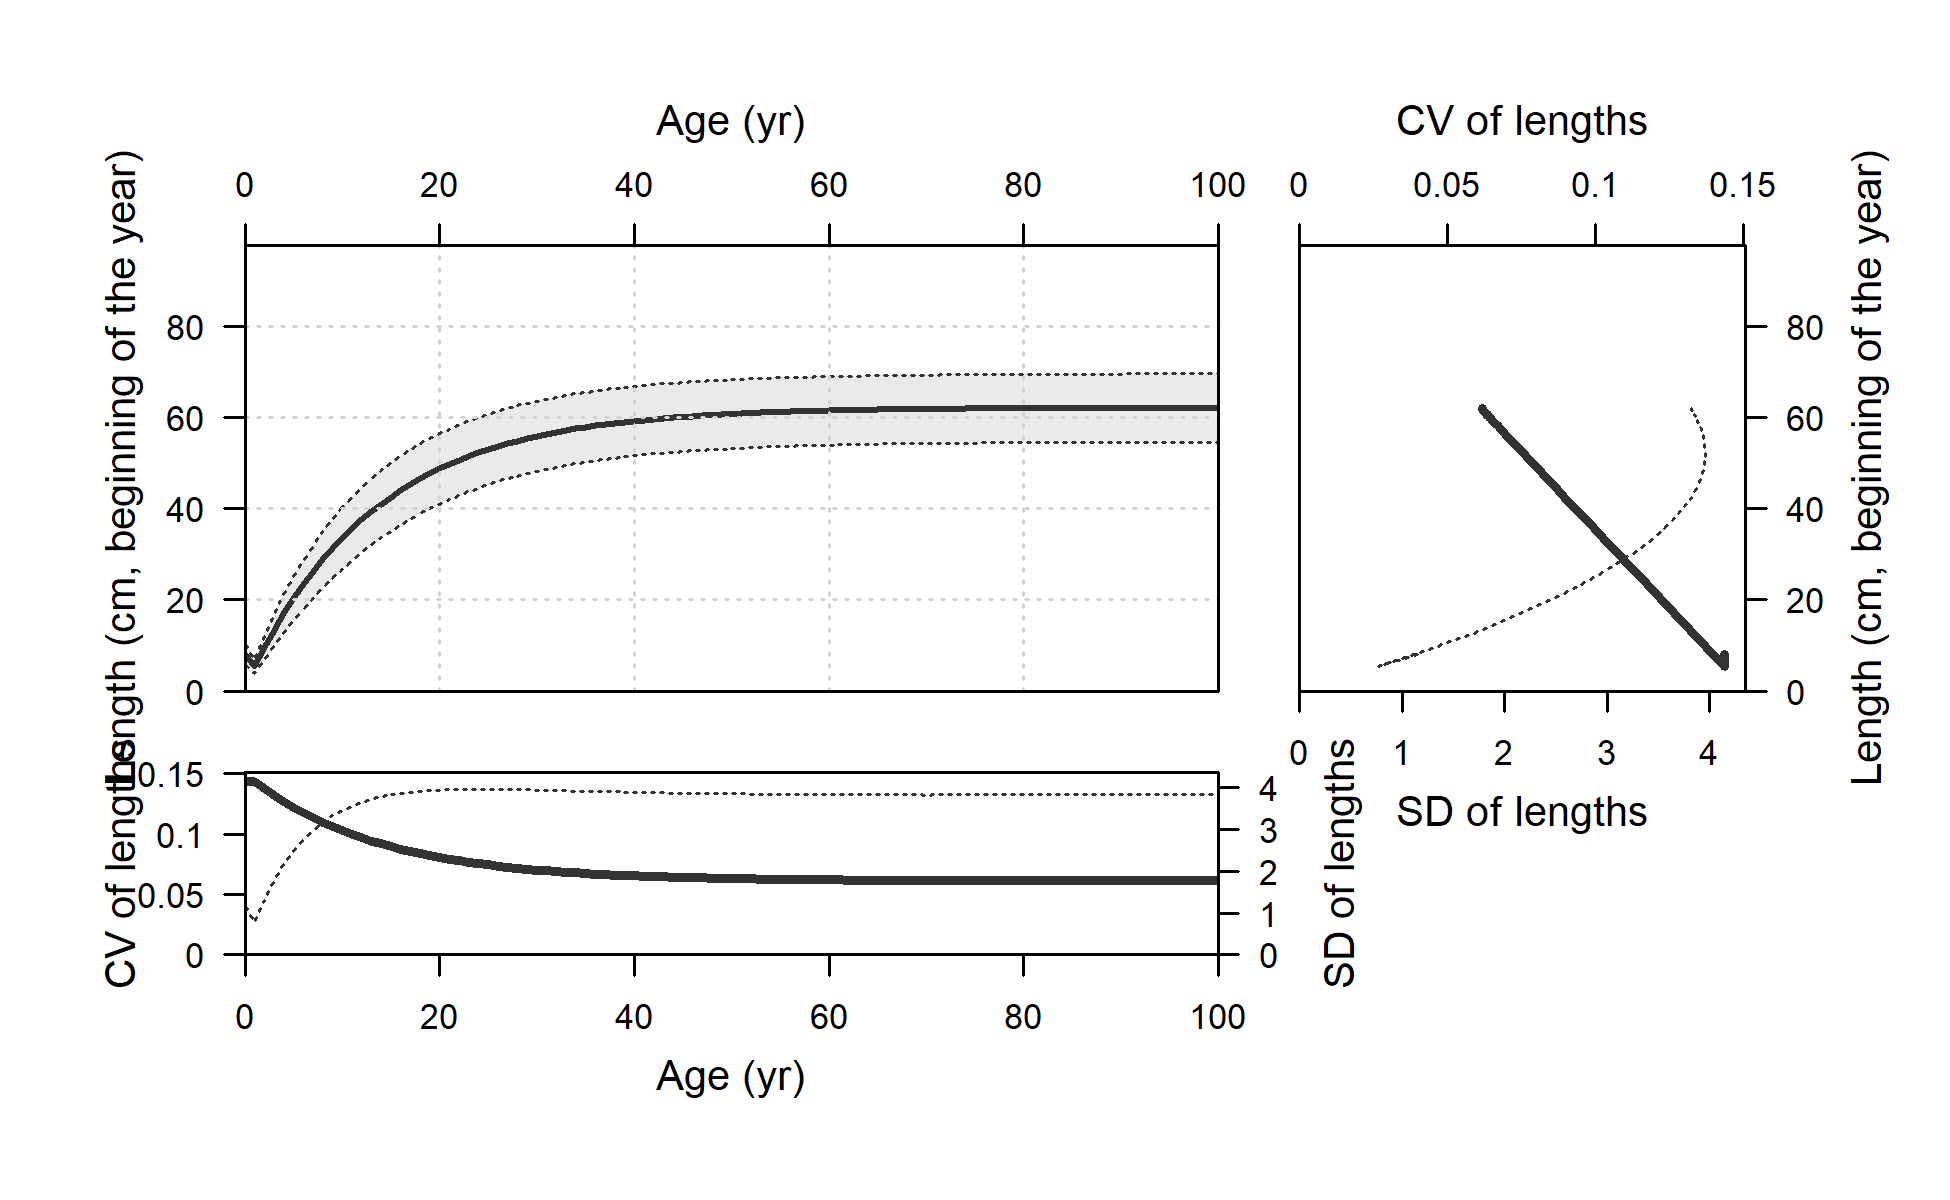 Age (yr)
CV of lengths
0 20 40 60 80 100
0 0.05 0.1 0.15
Length (cm, beginning of the year)
80
60
40
20
0
80
60
40
20
0
Length (cm, beginning of the year)
0 1 2 3 4
SD of lengths
CV of lengths
0.15
0.1
0.05
0
4
3
2
1
0
SD of lengths
0 20 40 60 80 100
Age (yr)